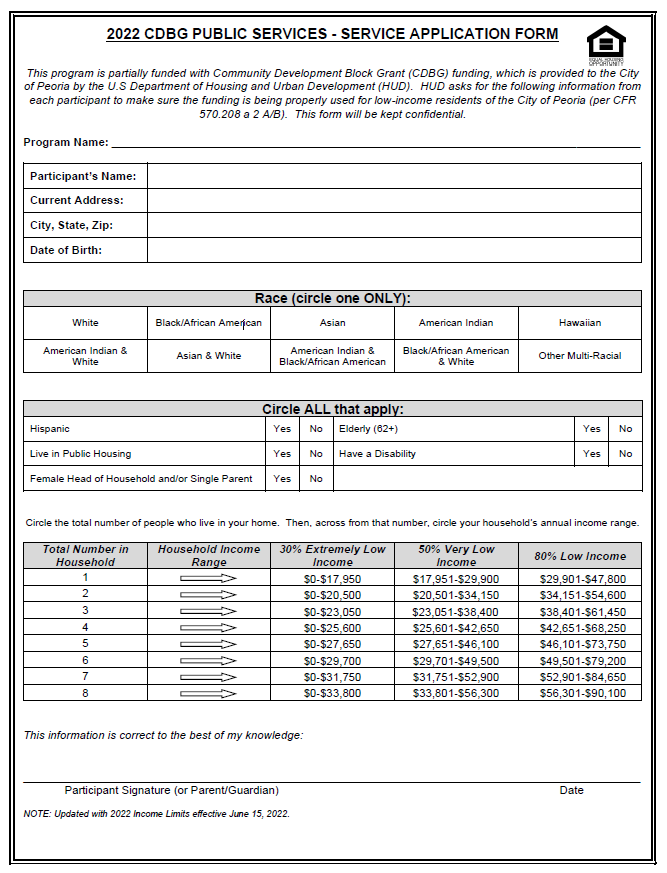 2022 CDBG PUBLIC SERVICES - SERVICE APPLICATION FORM
EQUAL HOUSING
OPPORTUNITY
This program is partially funded with Community Development Block Grant (CDBG) funding, which is provided to the City
of Peoria by the U.S Department of Housing and Urban Development (HUD). HUD asks for the following information from
each participant to make sure the funding is being properly used for low-income residents of the City of Peoria (per CFR
570.208 a 2 A/B). This form will be kept confidential.
Program Name:
Participant's Name:
Current Address:
City, State, Zip:
Date of Birth:
Race (circle one ONLY):
White Black/African American Asian American Indian Hawaiian
American Indian & White Asian & White American Indian & Black/African American Black/African American & White Other Multi-Racial
Circle ALL that apply:
Hispanic Yes No Elderly (62+) Yes No
Live in Public Housing Yes No Have a Disability Yes No
Female Head of Household and/or Single Parent Yes No
Circle the total number of people who live in your home. Then, across from that number, circle your household's annual income range.
Total Number in Household Household Income Range 30% Extremely Low Income 50% Very Low Income 80% Low Income
1 $0-$17,950 $17,951-$29,900 $29,901-$47,800
2 $0-$20,500 $20,501-$34,150 $34,151-$54,600
3 $0-$23,050 $23,051-$38,400 $38,401-$61,450
4 $0-$25,600 $25,601-$42,650 $42,651-$68,250
5 $0-$27,650 $27,651-$46,100 $46,101-$73,750
6 $0-$29,700 $29,701-$49,500 $49,501-$79,200
7 $0-$31,750 $31,751-$52,900 $52,901-$84,650
8 $0-$33,800 $33,801-$56,300 $56,301-$90,100
This information is correct to the best of my knowledge:
Participant Signature (or Parent/Guardian) Date
NOTE: Updated with 2022 Income Limits effective June 15, 2022.